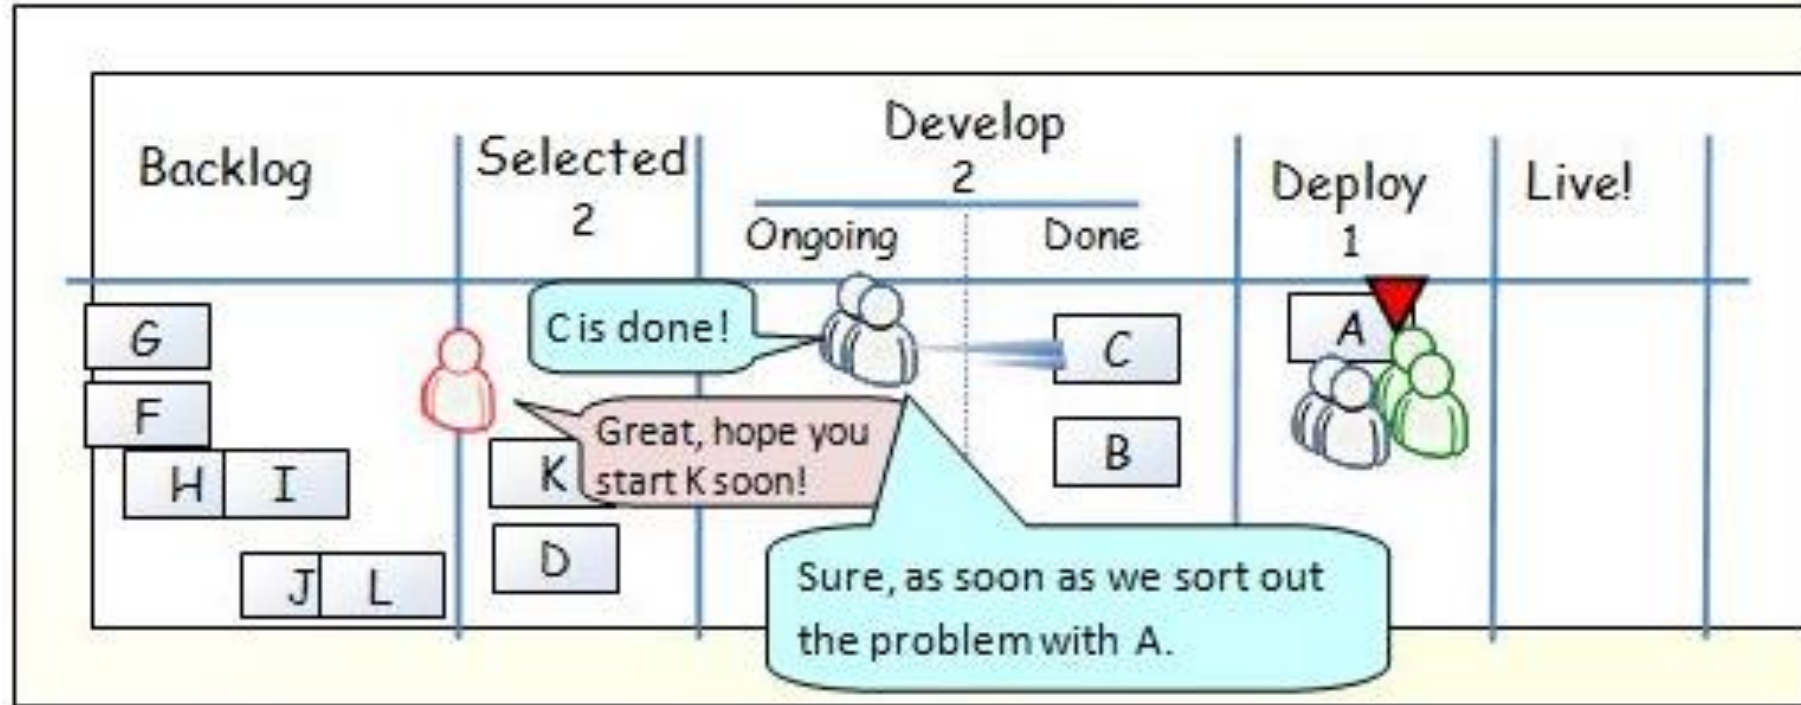 Backlog
Selected
2
Develop
2
Ongoing
Done
Deploy
1
Live!
G
F
H I
J L
C is done!
Great, hope you
start K soon!
K
D
C
B
A
Sure, as soon as we sort out
the problem with A.